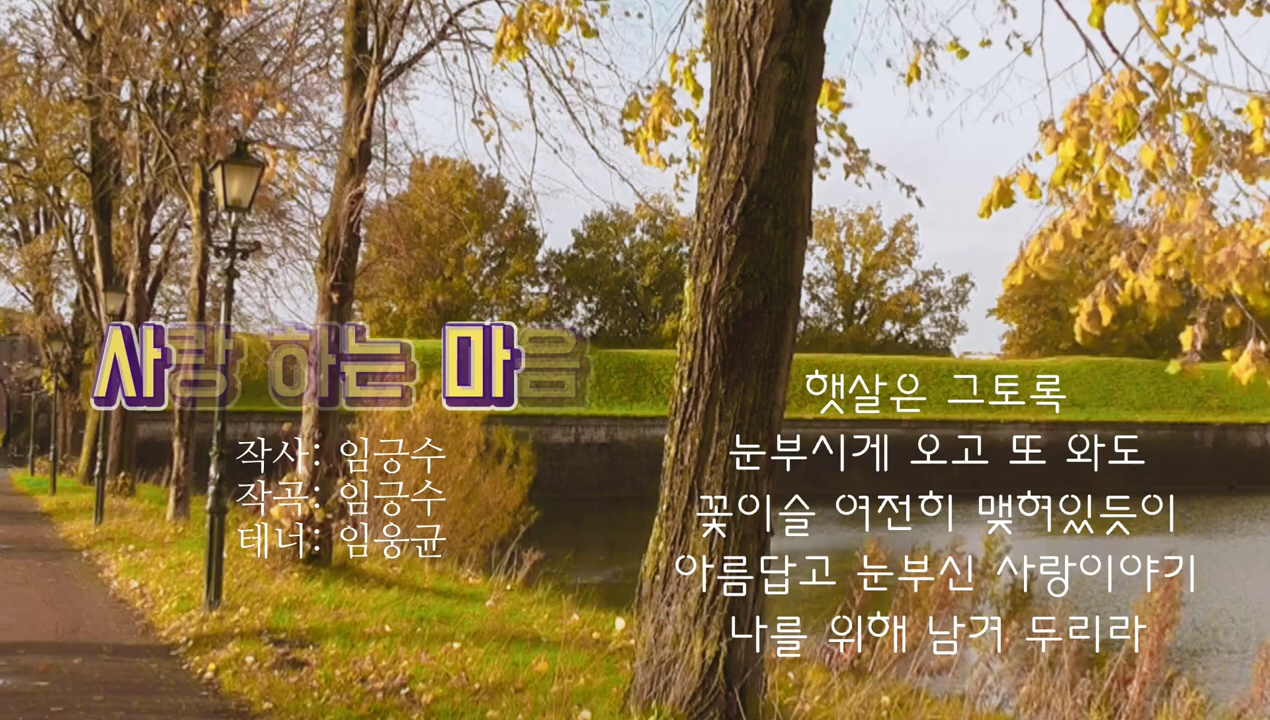 사랑 하는 마음
작사: 임긍수
작곡: 임긍수
테너: 임웅균
햇살은 그토록
눈부시게 오고 또 와도
꽃이슬 여전히 맺혀있듯이
아름답고 눈부신 사랑이야기
나를 위해 남겨 두리라